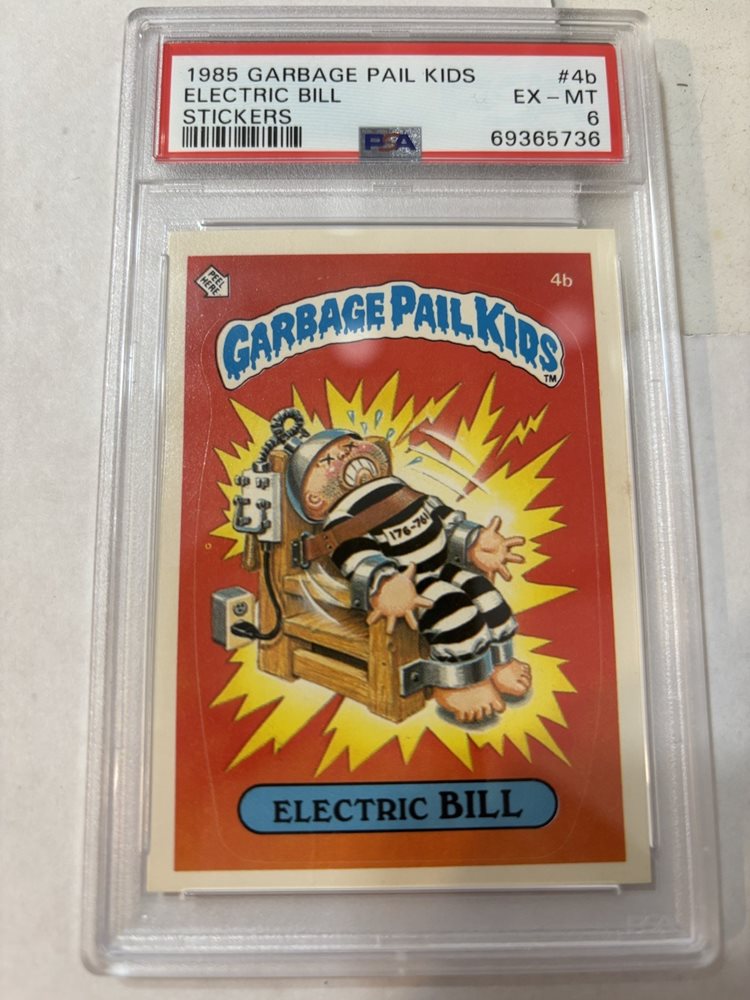 1985 GARBAGE PAIL KIDS #4b
ELECTRIC BILL EX - MT
STICKERS 6
PSA 69365736
PEEL HERE
4b
GARBAGE PAIL KIDS TM
176-761
ELECTRIC BILL
PSA